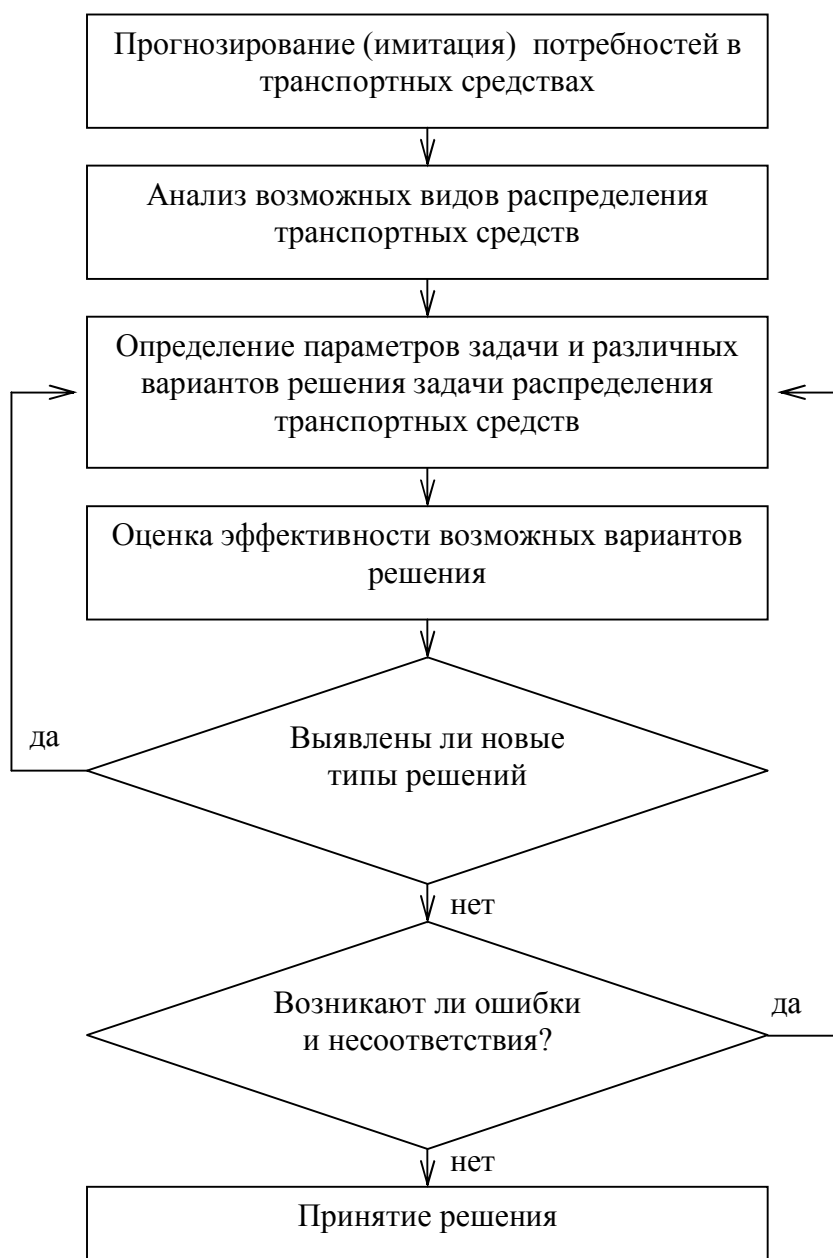 Прогнозирование (имитация) потребностей в
транспортных средствах
Анализ возможных видов распределения
транспортных средств
Определение параметров задачи и различных
вариантов решения задачи распределения
транспортных средств
Оценка эффективности возможных вариантов
решения
да
Выявлены ли новые
типы решений
нет
Возникают ли ошибки
и несоответствия?
да
нет
Принятие решения